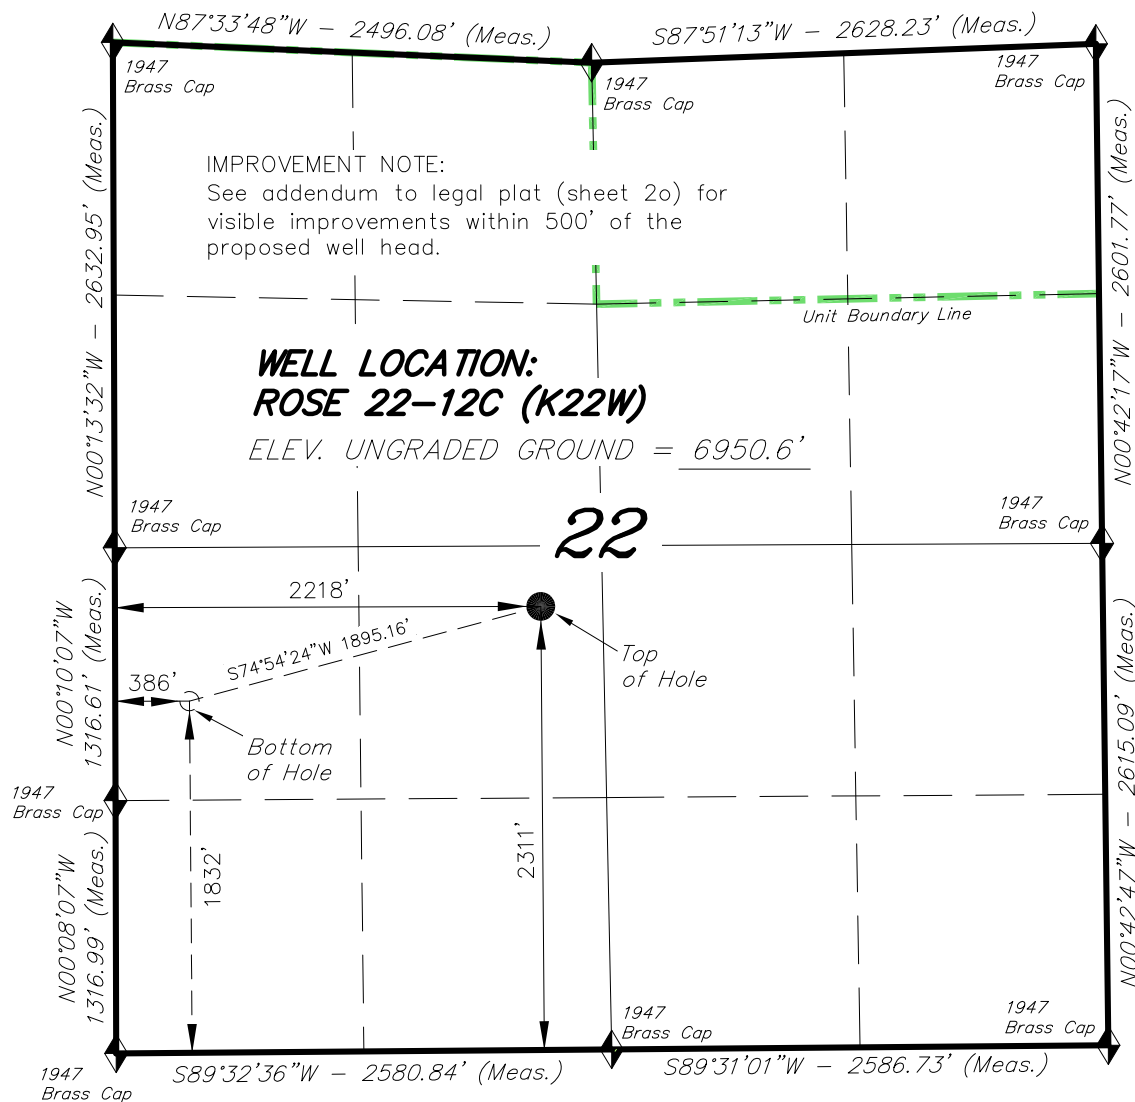 N87°33'48"W – 2496.08' (Meas.)
S87°51'13"W – 2628.23' (Meas.)
1947
Brass Cap
1947
Brass Cap
1947
Brass Cap
N00°13'32"W – 2632.95' (Meas.)
N00°42'17"W – 2601.77' (Meas.)
IMPROVEMENT NOTE:
See addendum to legal plat (sheet 2o) for
visible improvements within 500' of the
proposed well head.
Unit Boundary Line
WELL LOCATION:
ROSE 22–12C (K22W)
ELEV. UNGRADED GROUND = 6950.6'
1947
Brass Cap
1947
Brass Cap
22
2218'
S74°54'24"W 1895.16'
N00°10'07"W
1316.61' (Meas.)
386'
Top
of Hole
Bottom
of Hole
1947
Brass Cap
1832'
2311'
N00°08'07"W
1316.99' (Meas.)
N00°42'47"W – 2615.09' (Meas.)
1947
Brass Cap
1947
Brass Cap
1947
Brass Cap
S89°32'36"W – 2580.84' (Meas.)
S89°31'01"W – 2586.73' (Meas.)